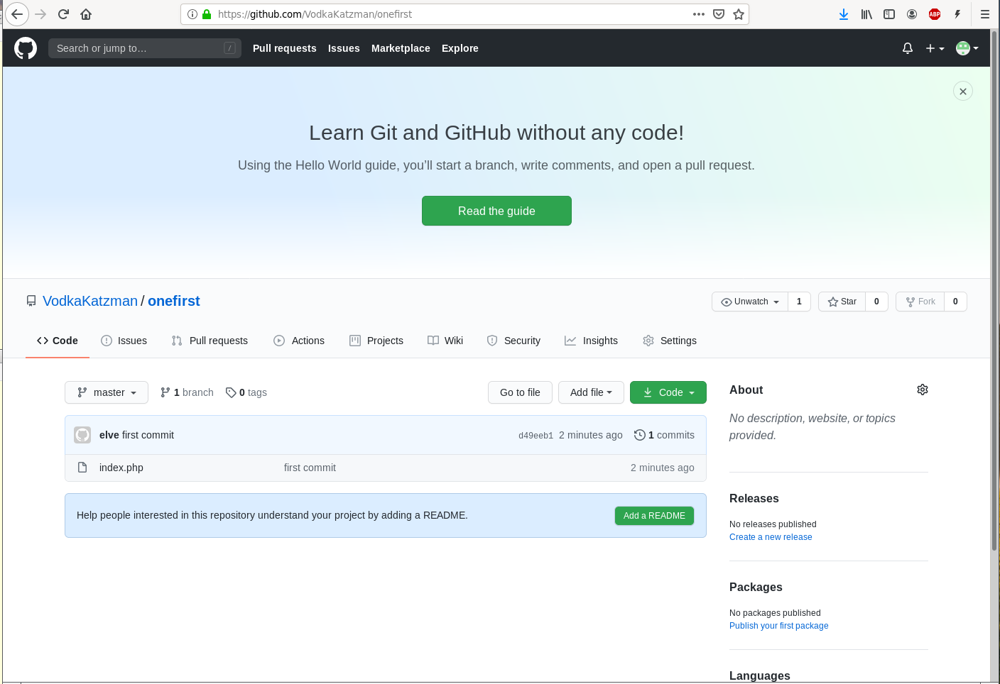 https://github.com/VodkaKatzman/onefirst
ABP
Search or jump to… /
Pull requests Issues Marketplace Explore
Learn Git and GitHub without any code!
Using the Hello World guide, you’ll start a branch, write comments, and open a pull request.
Read the guide
VodkaKatzman / onefirst
Unwatch 1 Star 0 Fork 0
Code Issues Pull requests Actions Projects Wiki Security Insights Settings
master 1 branch 0 tags Go to file Add file Code
elve first commit d49eeb1 2 minutes ago 1 commits
index.php first commit 2 minutes ago
Help people interested in this repository understand your project by adding a README. Add a README
About
No description, website, or topics
provided.
Releases
No releases published
Create a new release
Packages
No packages published
Publish your first package
Languages